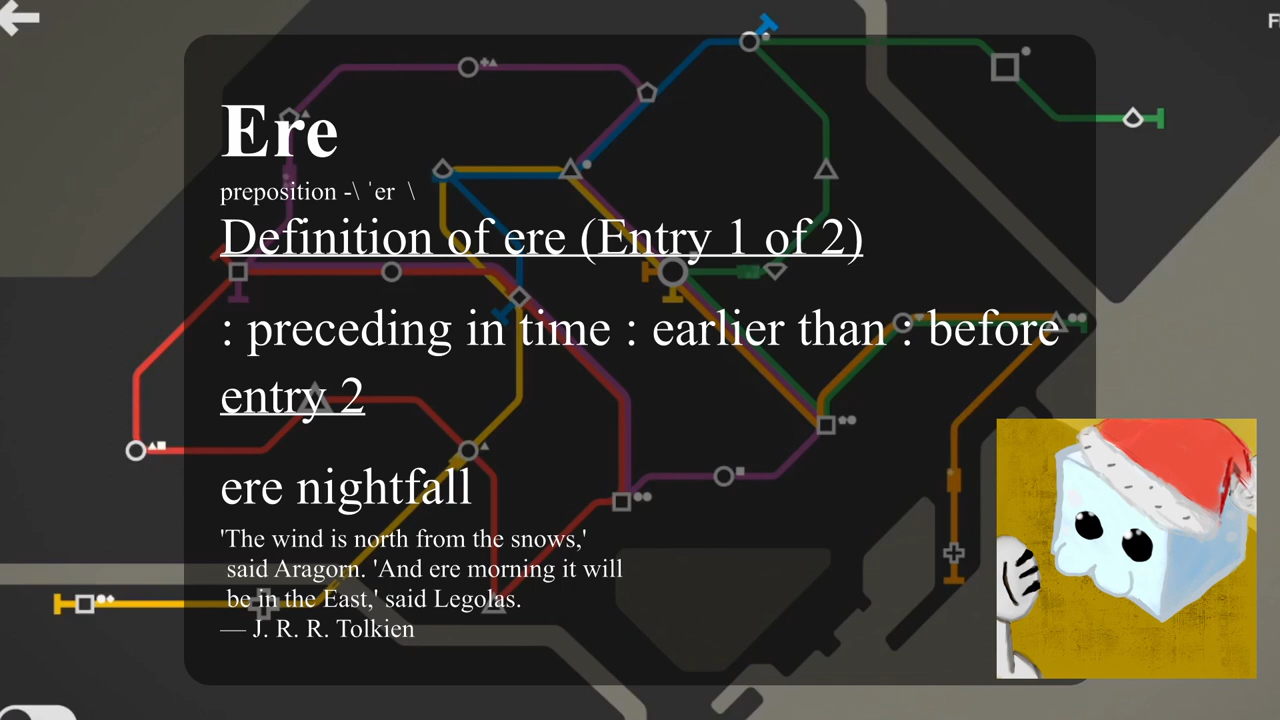 Ere
preposition -\ ˈer \
Definition of ere (Entry 1 of 2)
: preceding in time : earlier than : before
entry 2
ere nightfall
'The wind is north from the snows,'
said Aragorn. 'And ere morning it will
be in the East,' said Legolas.
— J. R. R. Tolkien